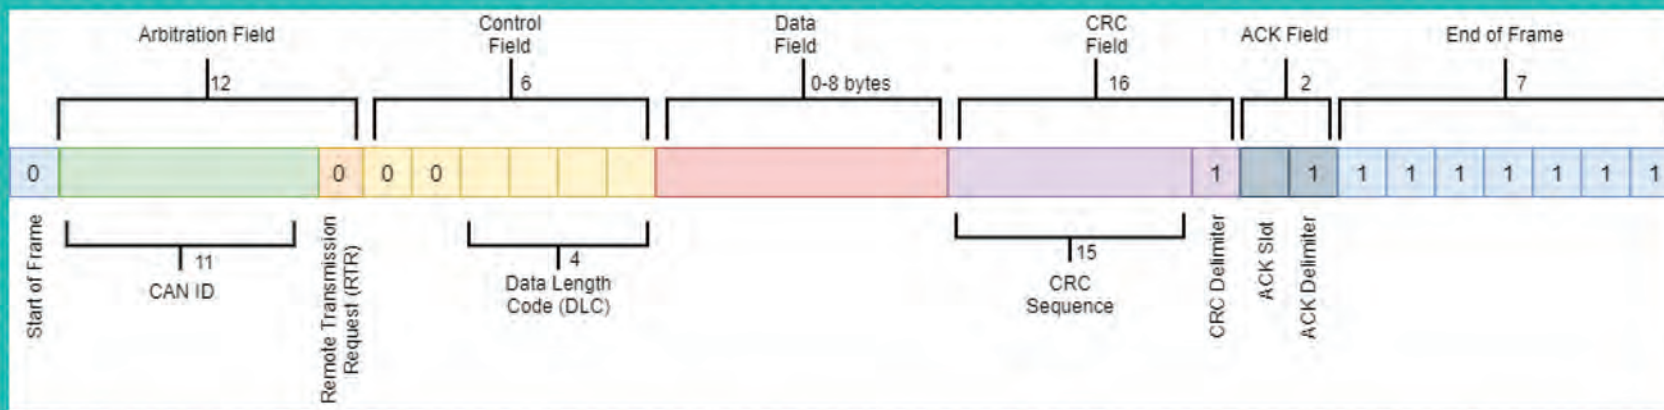 Arbitration Field
Control
Field
Data
Field
CRC
Field
ACK Field
End of Frame
12
6
0-8 bytes
16
2
7
0
0
0
0
1
1
1
1
1
1
1
1
1
Start of Frame
11
CAN ID
Remote Transmission
Request (RTR)
4
Data Length
Code (DLC)
15
CRC
Sequence
CRC Delimiter
ACK Slot
ACK Delimiter